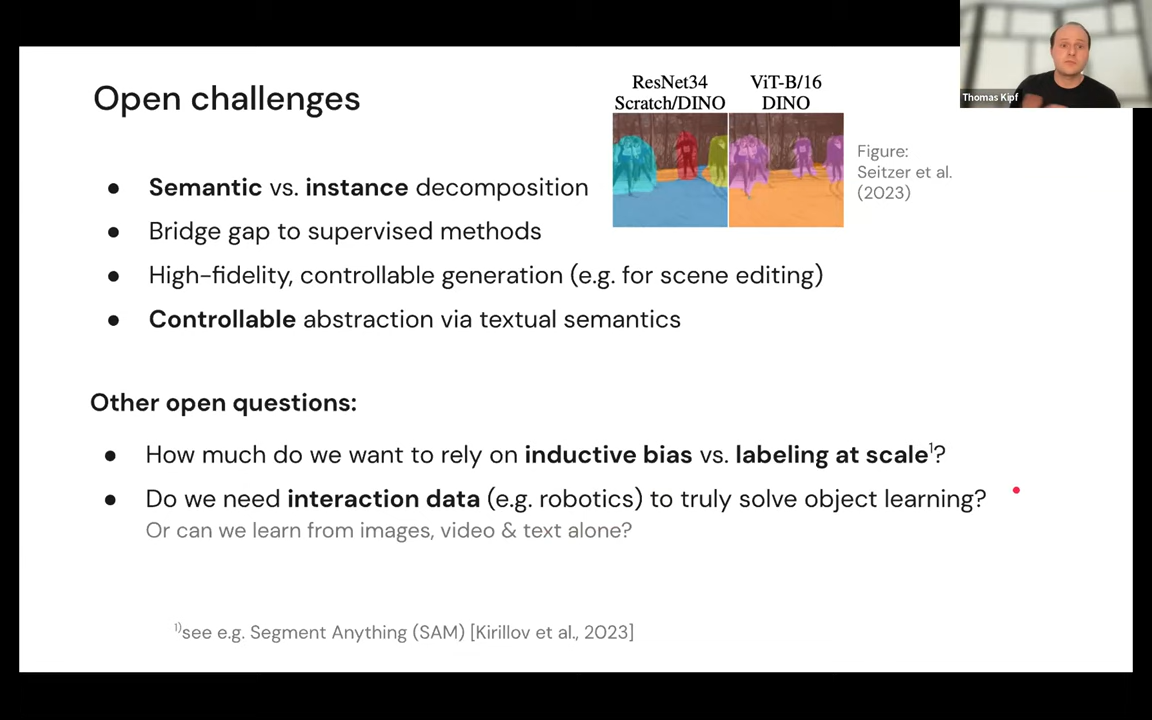 Open challenges
ResNet34
Scratch/DINO
ViT-B/16
DINO
Figure:
Seitzer et al.
(2023)
Thomas Kipf
● Semantic vs. instance decomposition
● Bridge gap to supervised methods
● High-fidelity, controllable generation (e.g. for scene editing)
● Controllable abstraction via textual semantics
Other open questions:
● How much do we want to rely on inductive bias vs. labeling at scale¹?
● Do we need interaction data (e.g. robotics) to truly solve object learning?
Or can we learn from images, video & text alone?
¹⁾see e.g. Segment Anything (SAM) [Kirillov et al., 2023]